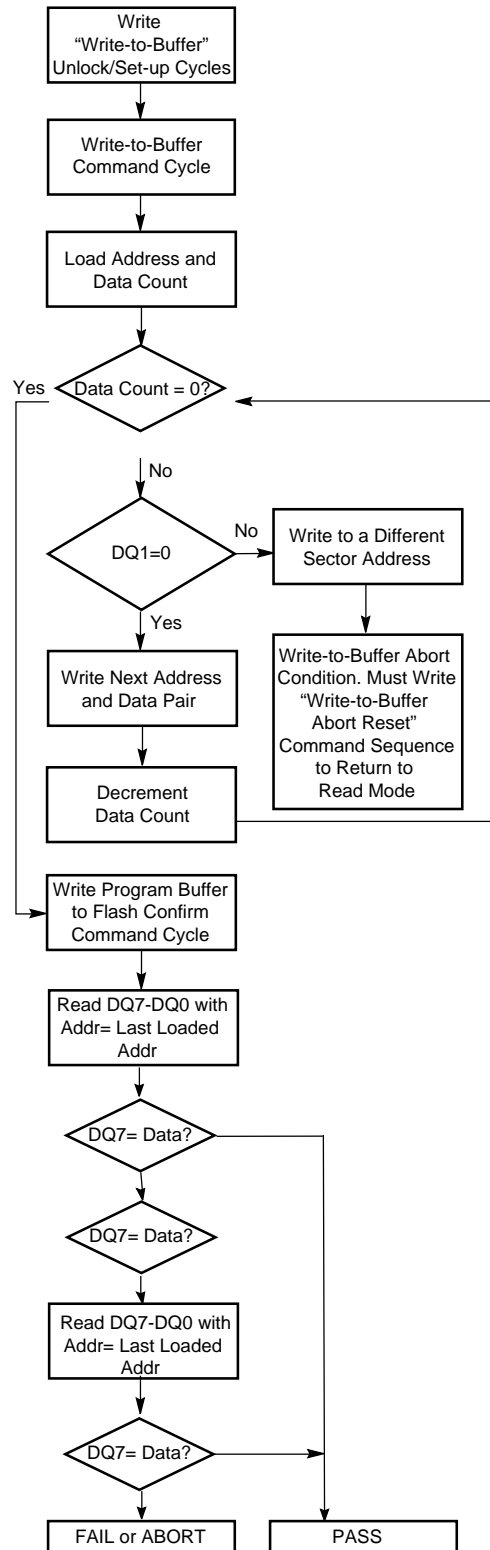 Write
“Write-to-Buffer”
Unlock/Set-up Cycles
Write-to-Buffer
Command Cycle
Load Address and
Data Count
Yes
Data Count = 0?
No
DQ1=0
No
Write to a Different
Sector Address
Yes
Write Next Address
and Data Pair
Write-to-Buffer Abort
Condition. Must Write
“Write-to-Buffer
Abort Reset”
Command Sequence
to Return to
Read Mode
Decrement
Data Count
Write Program Buffer
to Flash Confirm
Command Cycle
Read DQ7-DQ0 with
Addr= Last Loaded
Addr
DQ7= Data?
DQ7= Data?
Read DQ7-DQ0 with
Addr= Last Loaded
Addr
DQ7= Data?
FAIL or ABORT
PASS